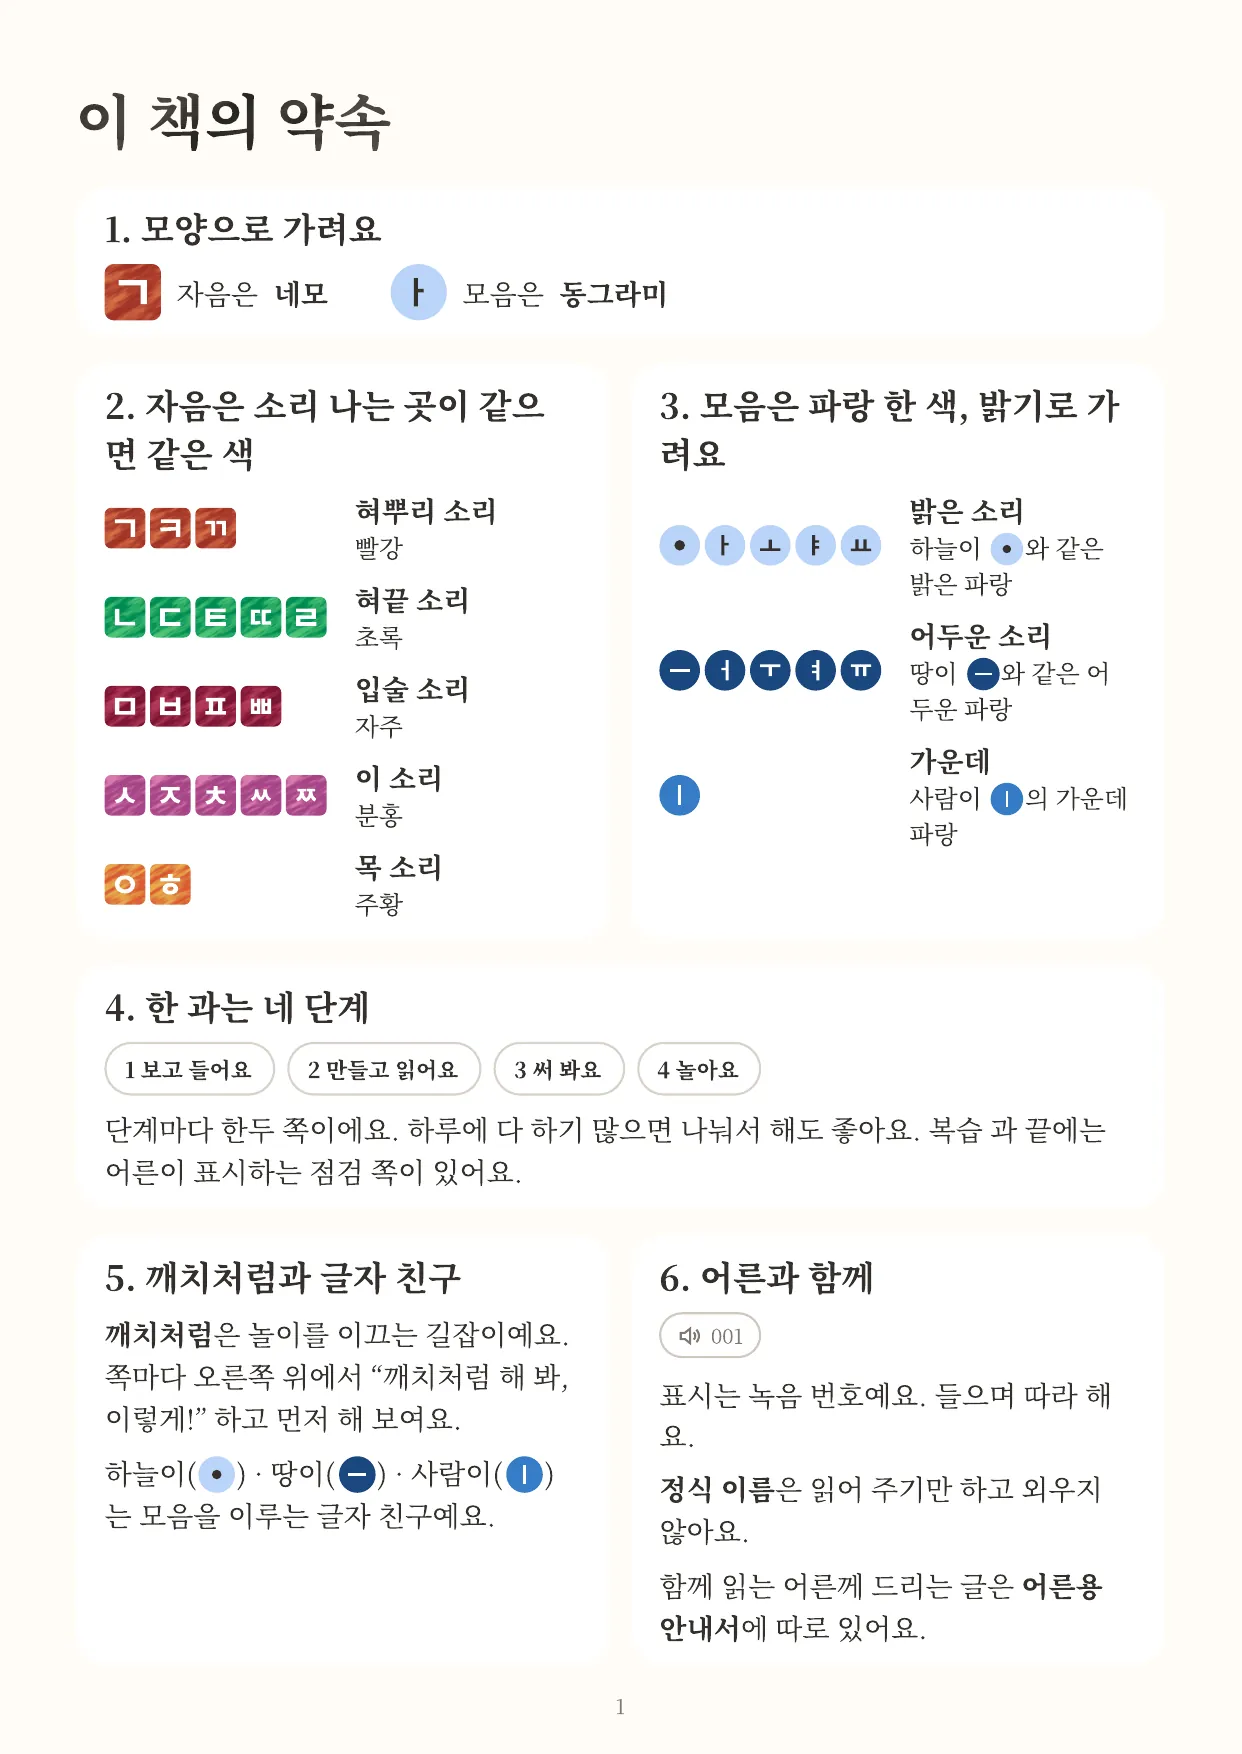 이 책의 약속
1. 모양으로 가려요
ㄱ 자음은 네모 ㅏ 모음은 동그라미
2. 자음은 소리 나는 곳이 같으
면 같은 색
ㄱ ㅋ ㄲ 혀뿌리 소리
빨강
ㄴ ㄷ ㅌ ㄸ ㄹ 혀끝 소리
초록
ㅁ ㅂ ㅍ ㅃ 입술 소리
자주
ㅅ ㅈ ㅊ ㅆ ㅉ 이 소리
분홍
ㅇ ㅎ 목 소리
주황
3. 모음은 파랑 한 색, 밝기로 가
려요
• ㅏ ㅗ ㅑ ㅛ 밝은 소리
하늘이 •와 같은
밝은 파랑
ㅡ ㅓ ㅜ ㅕ ㅠ 어두운 소리
땅이 ㅡ와 같은 어
두운 파랑
ㅣ 가운데
사람이 ㅣ의 가운데
파랑
4. 한 과는 네 단계
1 보고 들어요 2 만들고 읽어요 3 써 봐요 4 놀아요
단계마다 한두 쪽이에요. 하루에 다 하기 많으면 나눠서 해도 좋아요. 복습 과 끝에는
어른이 표시하는 점검 쪽이 있어요.
5. 깨치처럼과 글자 친구
깨치처럼은 놀이를 이끄는 길잡이예요.
쪽마다 오른쪽 위에서 “깨치처럼 해 봐,
이렇게!” 하고 먼저 해 보여요.
하늘이(•) · 땅이(ㅡ) · 사람이(ㅣ)
는 모음을 이루는 글자 친구예요.
6. 어른과 함께
001
표시는 녹음 번호예요. 들으며 따라 해
요.
정식 이름은 읽어 주기만 하고 외우지
않아요.
함께 읽는 어른께 드리는 글은 어른용
안내서에 따로 있어요.
1